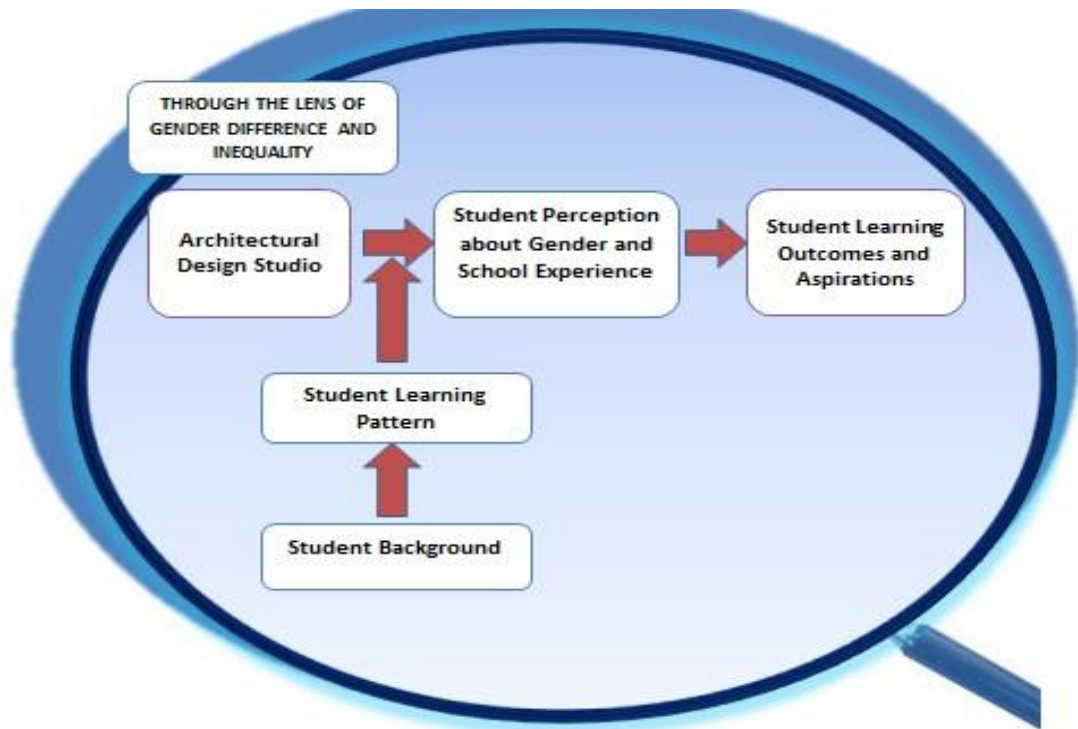 THROUGH THE LENS OF
GENDER DIFFERENCE AND
INEQUALITY
Architectural
Design Studio
Student Perception
about Gender and
School Experience
Student Learning
Outcomes and
Aspirations
Student Learning
Pattern
Student Background